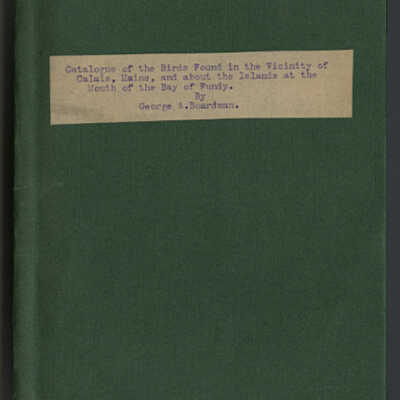 Catalogue of the Birds Found in the Vicinity of
Calais, Maine, and about the Islands at the
Mouth of the Bay of Fundy.
By
George A.Boardman.